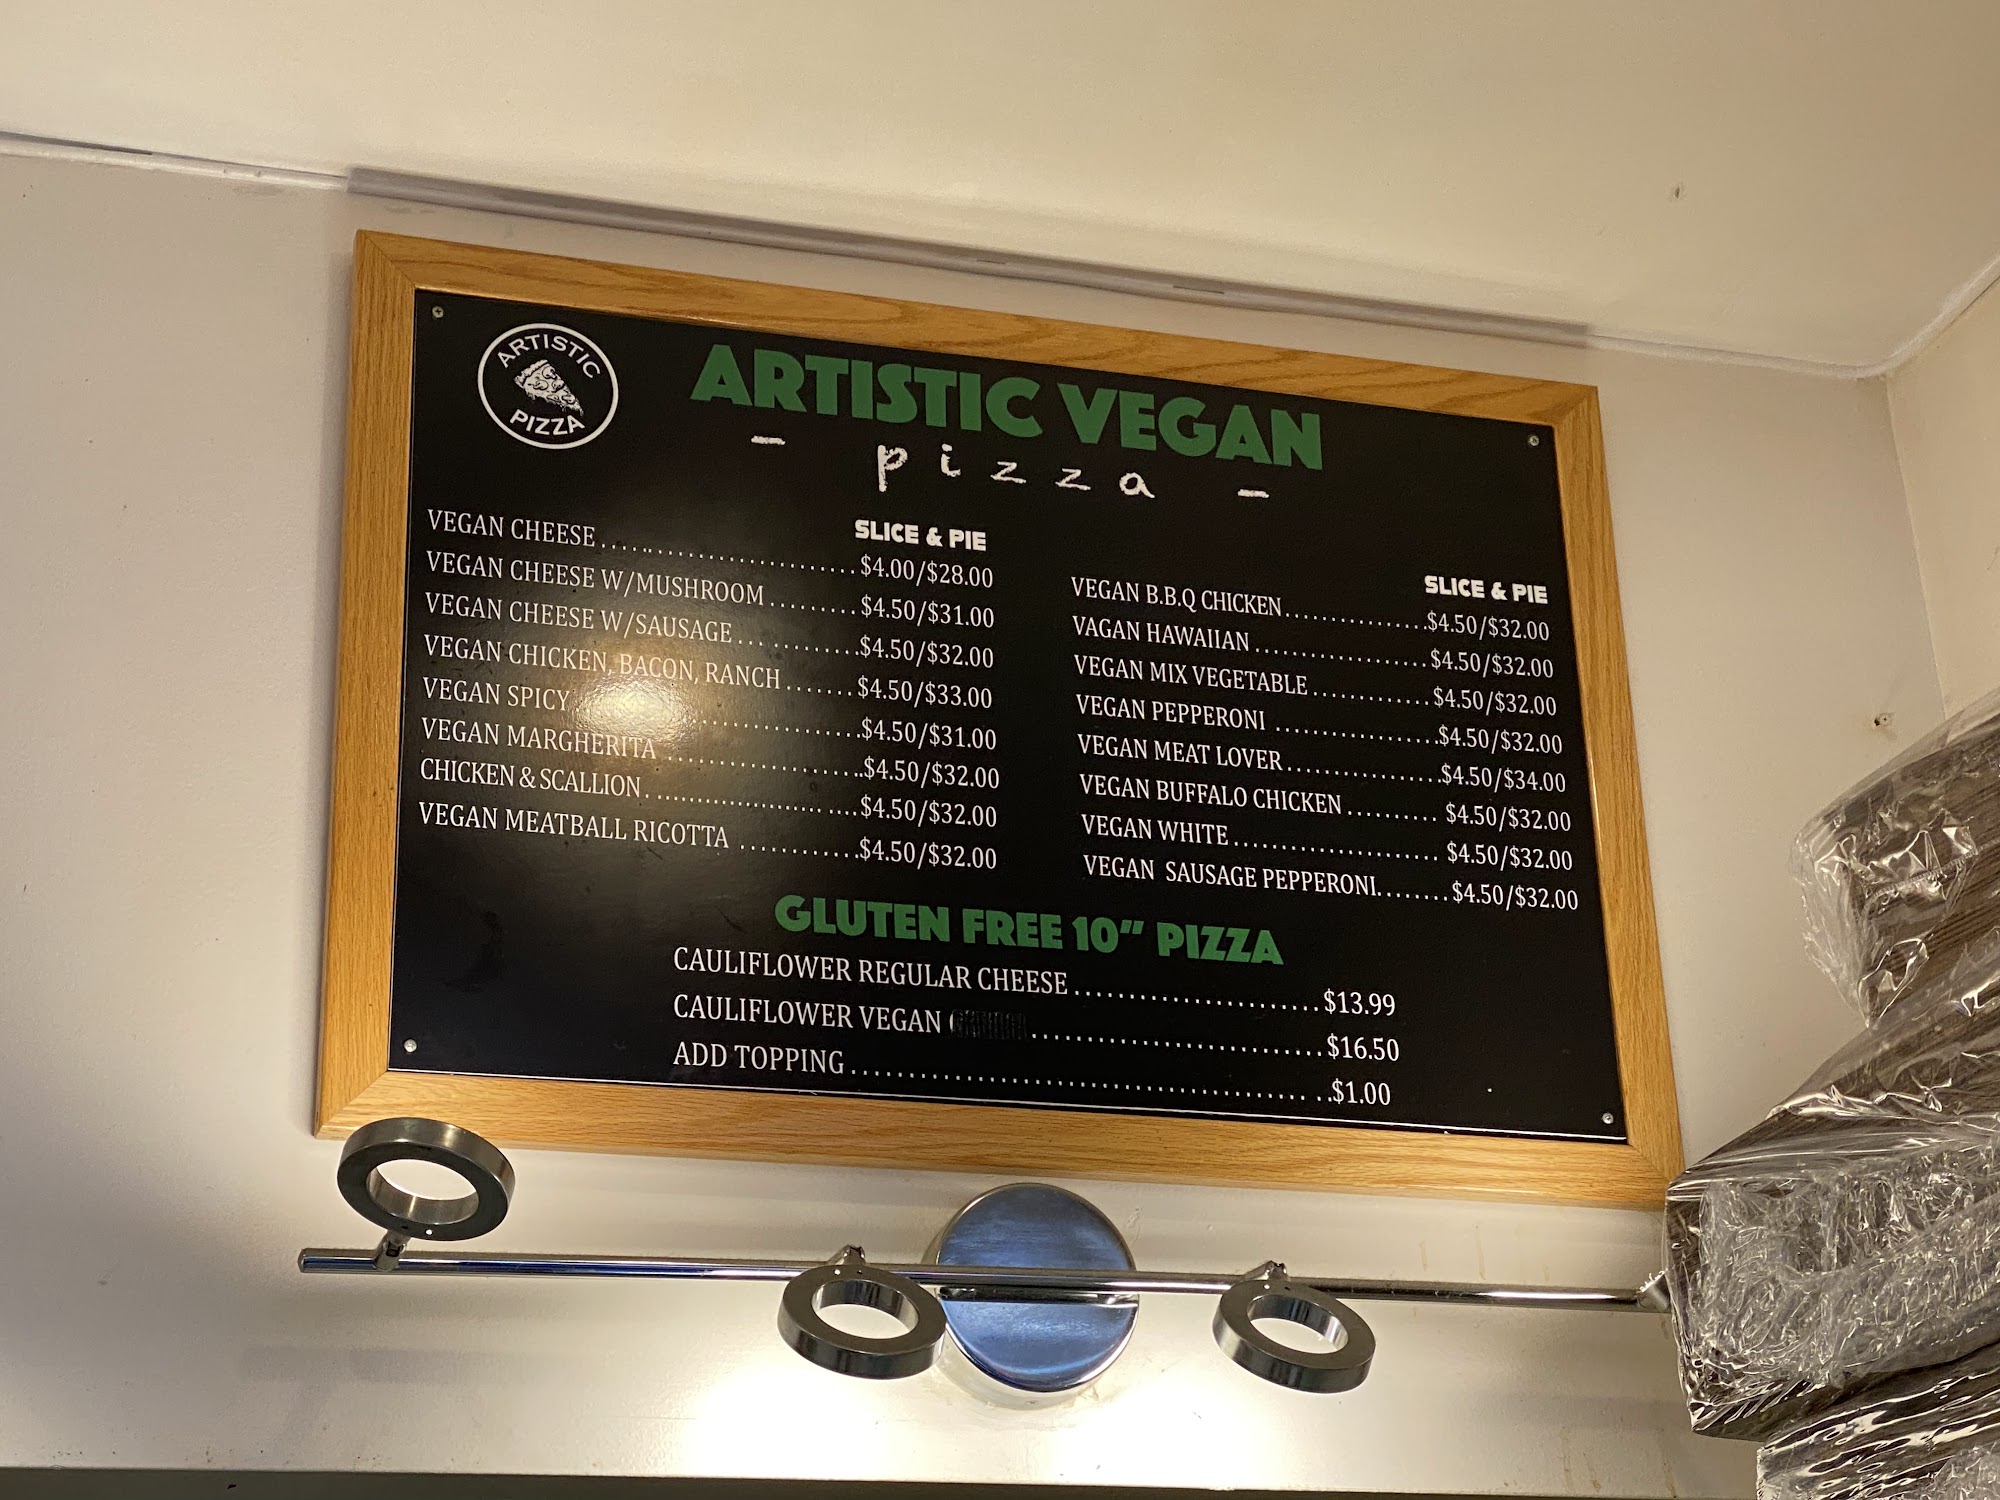 ARTISTIC
PIZZA
ARTISTIC VEGAN
- pizza -
SLICE & PIE
VEGAN CHEESE $4.00/$28.00
VEGAN CHEESE W/MUSHROOM $4.50/$31.00
VEGAN CHEESE W/SAUSAGE $4.50/$32.00
VEGAN CHICKEN, BACON, RANCH $4.50/$33.00
VEGAN SPICY $4.50/$31.00
VEGAN MARGHERITA $4.50/$32.00
CHICKEN & SCALLION $4.50/$32.00
VEGAN MEATBALL RICOTTA $4.50/$32.00
SLICE & PIE
VEGAN B.B.Q CHICKEN $4.50/$32.00
VAGAN HAWAIIAN $4.50/$32.00
VEGAN MIX VEGETABLE $4.50/$32.00
VEGAN PEPPERONI $4.50/$32.00
VEGAN MEAT LOVER $4.50/$34.00
VEGAN BUFFALO CHICKEN $4.50/$32.00
VEGAN WHITE $4.50/$32.00
VEGAN SAUSAGE PEPPERONI $4.50/$32.00
GLUTEN FREE 10” PIZZA
CAULIFLOWER REGULAR CHEESE $13.99
CAULIFLOWER VEGAN $16.50
ADD TOPPING $1.00